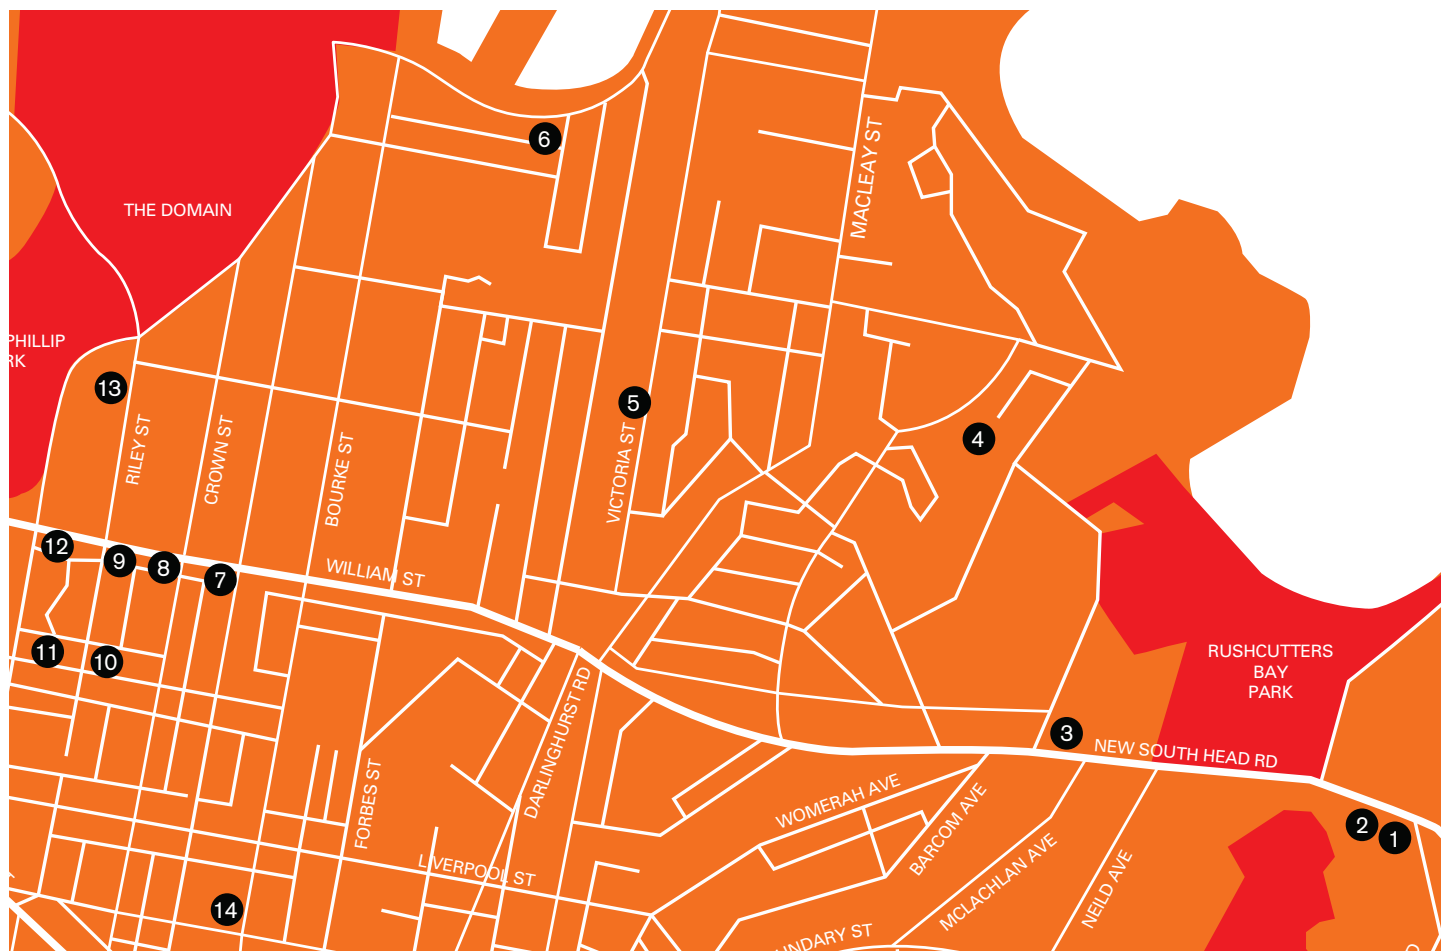 6
MACLEAY ST
THE DOMAIN
PHILLIP
RK
13
5
4
RILEY ST
CROWN ST
BOURKE ST
VICTORIA ST
12
9
8
7
WILLIAM ST
11
10
RUSHCUTTERS
BAY
PARK
3
NEW SOUTH HEAD RD
DARLINGHURST RD
FORBES ST
WOMERAH AVE
BARCOM AVE
2
1
LIVERPOOL ST
MCLACHLAN AVE
NEILD AVE
14
NDARY ST